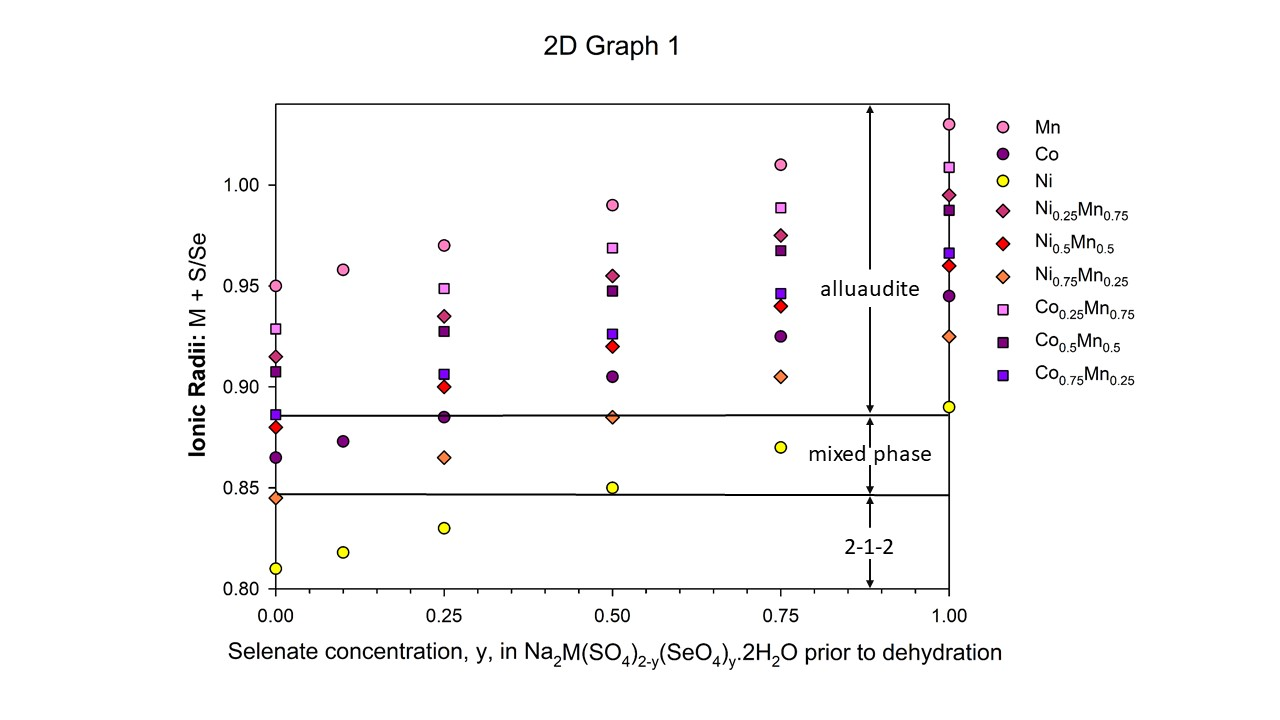 2D Graph 1
Ionic Radii: M + S/Se
1.00
0.95
0.90
0.85
0.80
0.00 0.25 0.50 0.75 1.00
Selenate concentration, y, in Na₂M(SO₄)₂₋y(SeO₄)y.2H₂O prior to dehydration
alluaudite
mixed phase
2-1-2
Mn
Co
Ni
Ni₀.₂₅Mn₀.₇₅
Ni₀.₅Mn₀.₅
Ni₀.₇₅Mn₀.₂₅
Co₀.₂₅Mn₀.₇₅
Co₀.₅Mn₀.₅
Co₀.₇₅Mn₀.₂₅